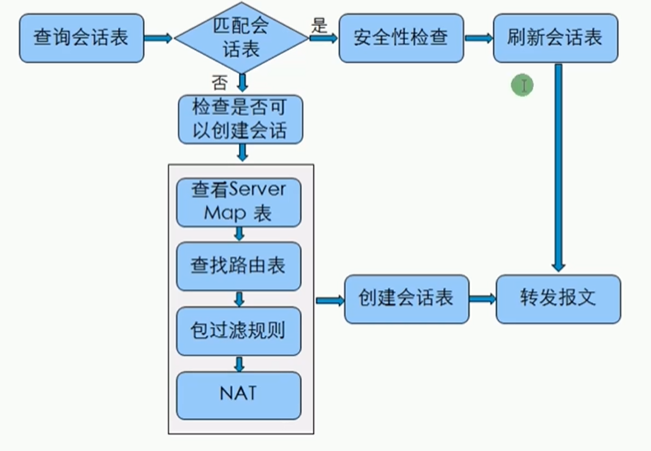 查询会话表
匹配会
话表
是
安全性检查
刷新会话表
否
检查是否可
以创建会话
查看Server
Map 表
查找路由表
包过滤规则
NAT
创建会话表
转发报文